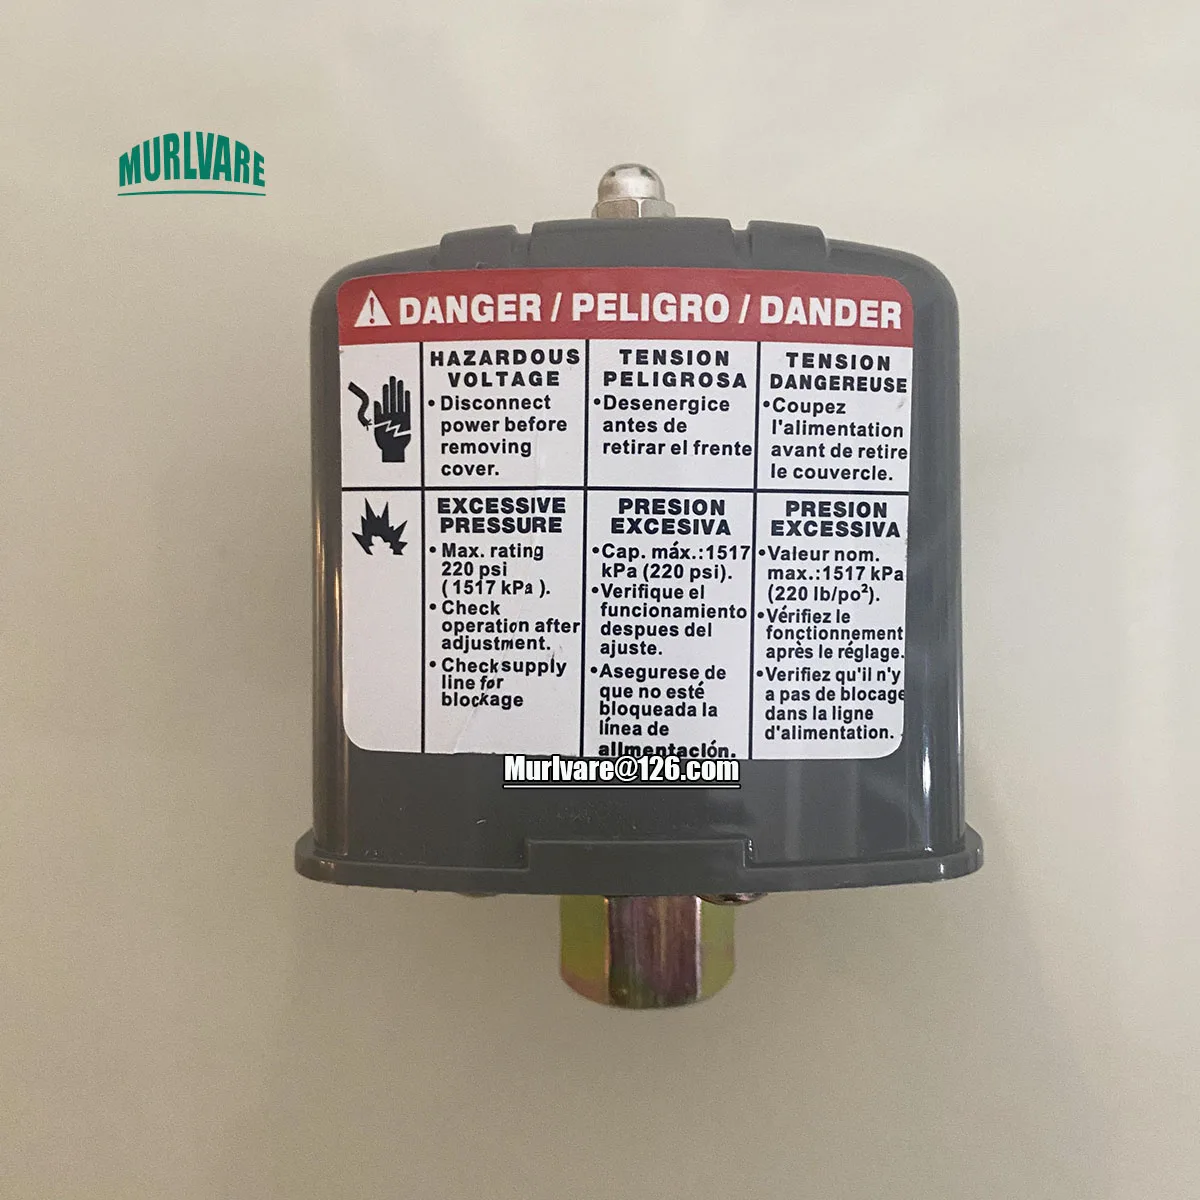 MURLVARE
DANGER / PELIGRO / DANDER
HAZARDOUS
VOLTAGE
• Disconnect
power before
removing
cover.
TENSION
PELIGROSA
• Desenergice
antes de
retirar el frente
TENSION
DANGEREUSE
• Coupez
l'alimentation
avant de retire
le couvercle.
EXCESSIVE
PRESSURE
• Max. rating
220 psi
( 1517 kPa ).
• Check
operation after
adjustment.
• Check supply
line for
blockage
PRESION
EXCESIVA
• Cap. máx.:1517
kPa (220 psi).
• Verifique el
funcionamiento
despues del
ajuste.
• Asegurese de
que no esté
bloqueada la
línea de
alimentación.
PRESION
EXCESSIVA
• Valeur nom.
max.:1517 kPa
(220 lb/po²).
• Vérifiez le
fonctionnement
après le réglage.
• Verifiez qu'il n'y
a pas de blocage
dans la ligne
d'alimentation.
Murlvare@126.com